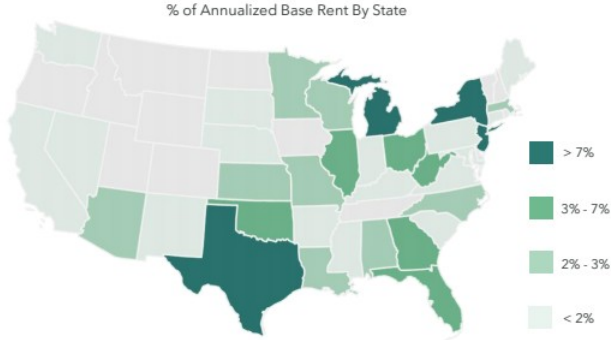 % of Annualized Base Rent By State
> 7%
3% - 7%
2% - 3%
< 2%